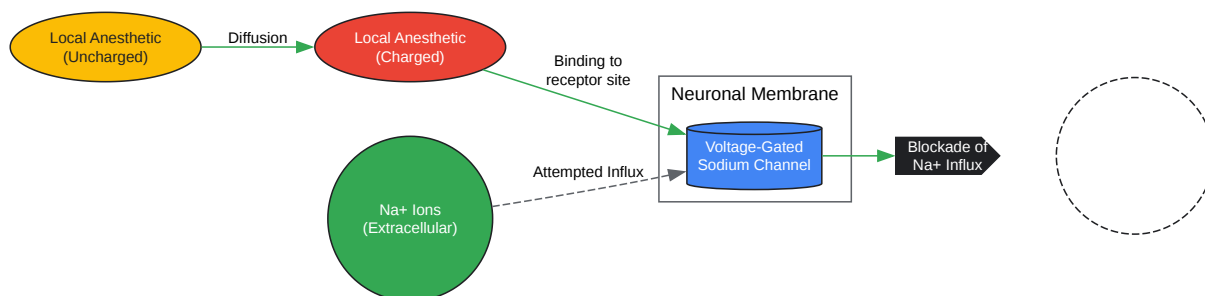 Local Anesthetic
(Uncharged)
Diffusion
Local Anesthetic
(Charged)
Binding to
receptor site
Neuronal Membrane
Voltage-Gated
Sodium Channel
Blockade of
Na+ Influx
Attempted Influx
Na+ Ions
(Extracellular)